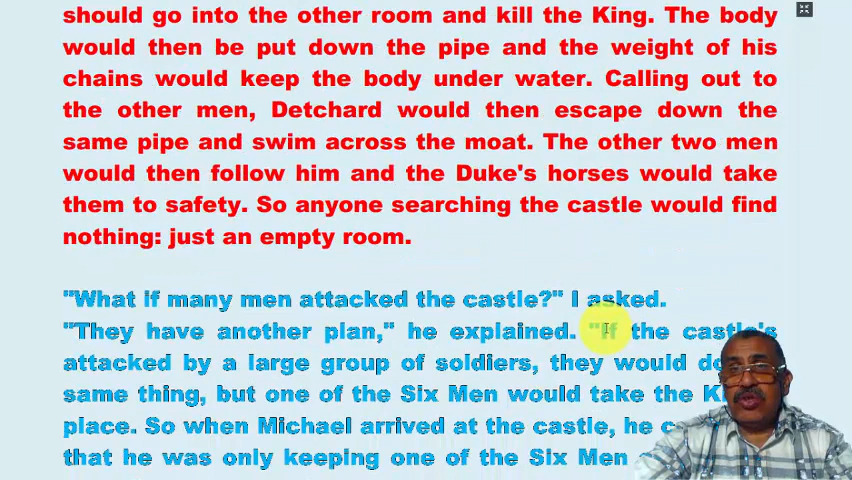 should go into the other room and kill the King. The body
would then be put down the pipe and the weight of his
chains would keep the body under water. Calling out to
the other men, Detchard would then escape down the
same pipe and swim across the moat. The other two men
would then follow him and the Duke's horses would take
them to safety. So anyone searching the castle would find
nothing: just an empty room.
"What if many men attacked the castle?" I asked.
"They have another plan," he explained. "If the castle's
attacked by a large group of soldiers, they would
same thing, but one of the Six Men would take the
place. So when Michael arrived at the castle, he
that he was only keeping one of the Six Men